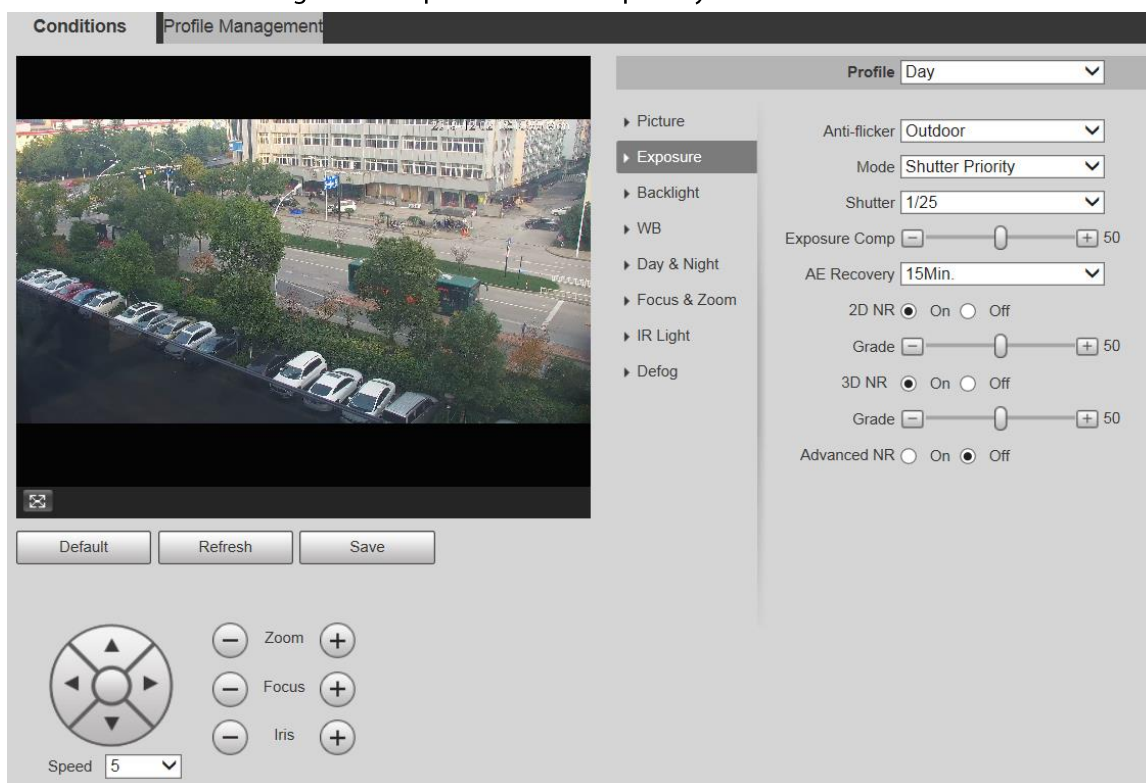 Conditions Profile Management
Profile Day
Picture
Exposure
Backlight
WB
Day & Night
Focus & Zoom
IR Light
Defog
Anti-flicker Outdoor
Mode Shutter Priority
Shutter 1/25
Exposure Comp 50
AE Recovery 15Min.
2D NR On Off
Grade 50
3D NR On Off
Grade 50
Advanced NR On Off
Default Refresh Save
Zoom
Focus
Iris
Speed 5